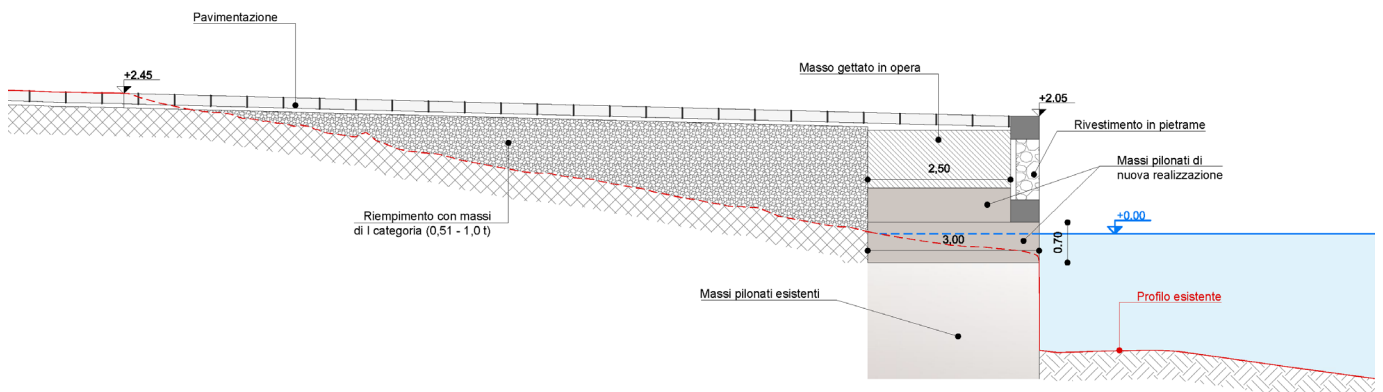 Pavimentazione
+2.45
Masso gettato in opera
+2.05
Rivestimento in pietrame
Massi pilonati di
nuova realizzazione
2,50
Riempimento con massi
di I categoria (0,51 - 1,0 t)
+0.00
3,00
0.70
Massi pilonati esistenti
Profilo esistente